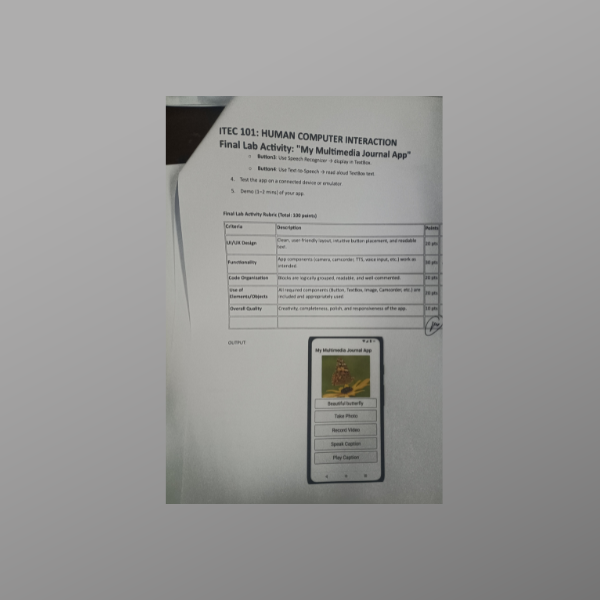 ITEC 101: HUMAN COMPUTER INTERACTION
Final Lab Activity: "My Multimedia Journal App"
○ Button3: Use Speech Recognizer → display in TextBox.
○ Button4: Use Text-to-Speech → read aloud TextBox text.
4. Test the app on a connected device or emulator
5. Demo (1-2 mins) of your app
Final Lab Activity Rubric (Total: 100 points)
Criteria Description Points
UI/UX Design Clean, user-friendly layout, intuitive button placement, and readable
text. pts
Functionality App components (camera, camcorder, TTS, voice input, etc.) work as
intended. pts
Code Organization Blocks are logically grouped, readable, and well-commented. pts
Use of
Elements/Objects All required components (Button, TextBox, Image, Camcorder, etc.) are
included and appropriately used. pts
Overall Quality Creativity, completeness, polish, and responsiveness of the app. pts
OUTPUT
My Multimedia Journal App
Beautiful butterfly
Take Photo
Record Video
Speak Caption
Play Caption